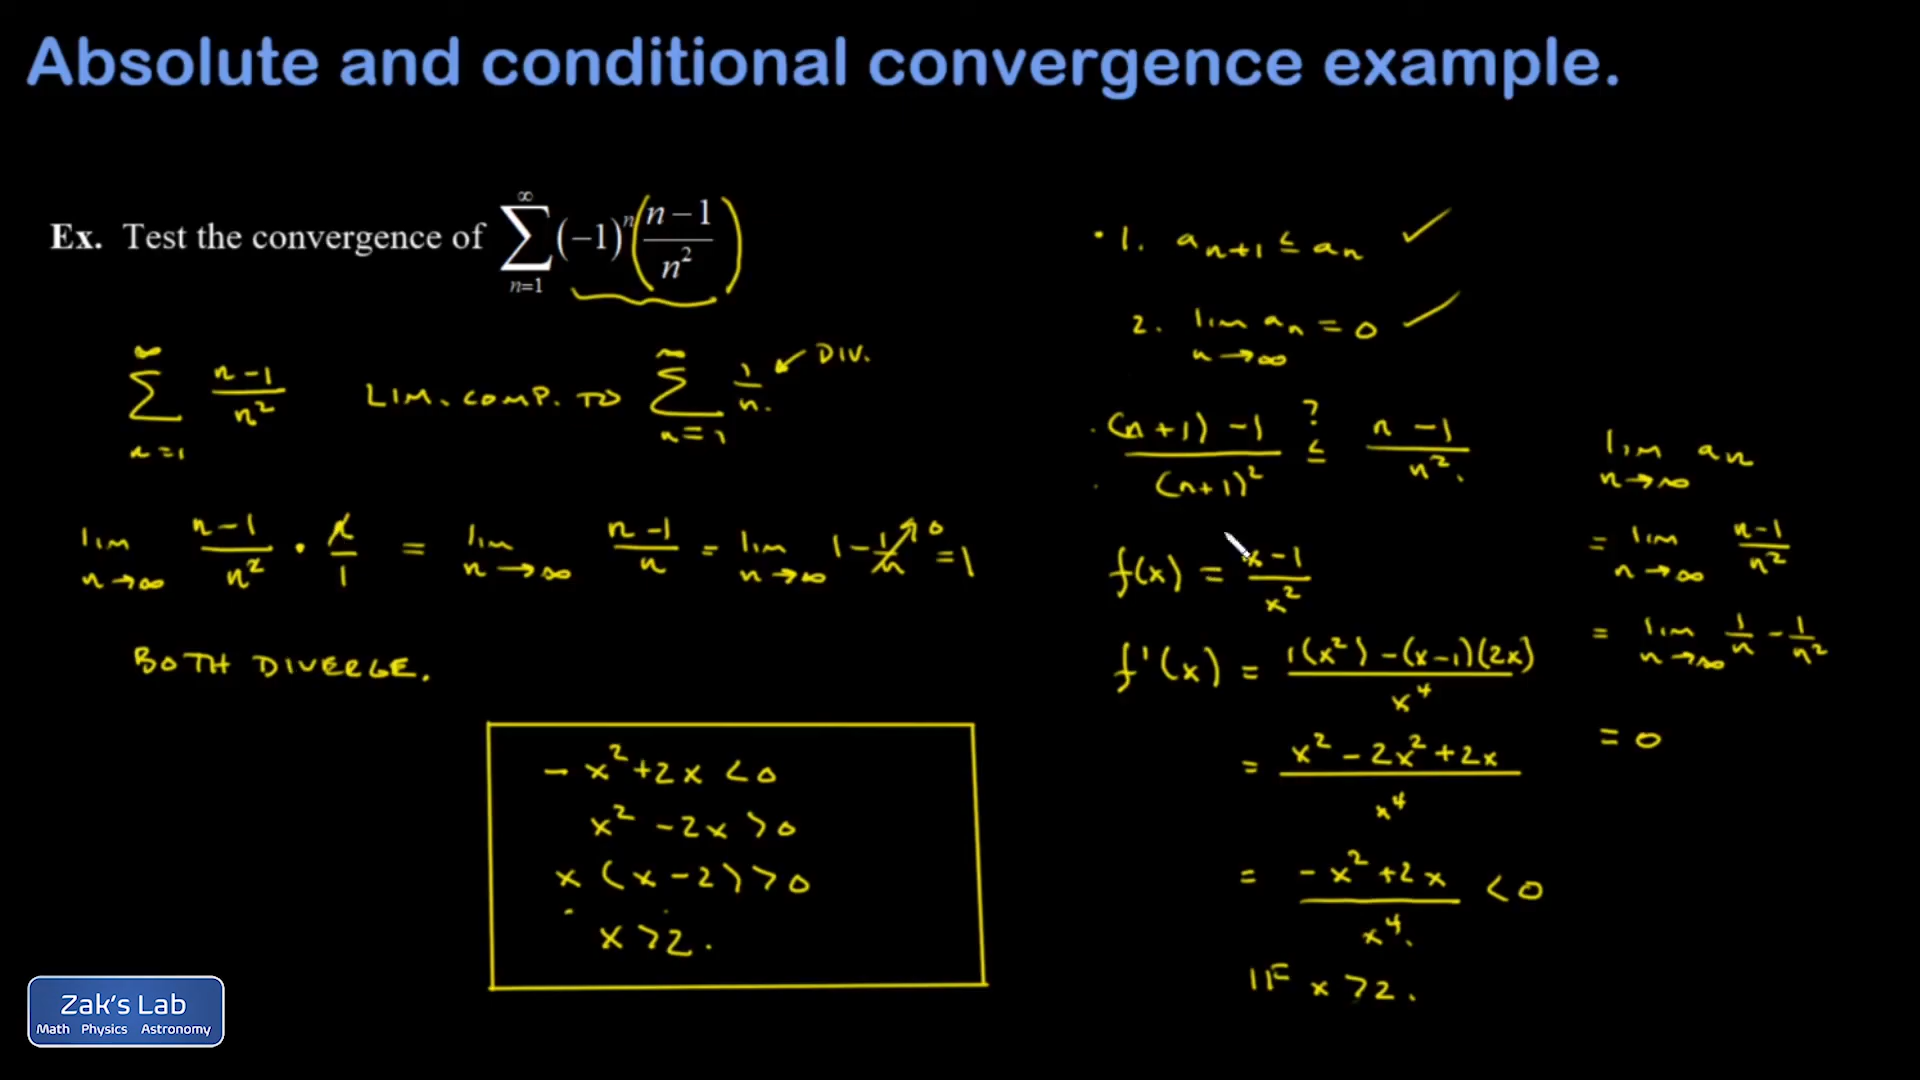 Absolute and conditional convergence example.
Ex. Test the convergence of ∑_{n=1}^{∞} (−1)^n ((n−1)/n²)
∑_{n=1}^{∞} (n−1)/n² LIM. COMP. TO ∑_{n=1}^{∞} 1/n. ← DIV.
lim_{n→∞} (n−1)/n² · n/1 = lim_{n→∞} (n−1)/n = lim_{n→∞} 1 − 1/n ↗ 0 = 1
BOTH DIVERGE.
−x² + 2x < 0
x² − 2x > 0
x (x − 2) > 0
x > 2.
• 1. a_{n+1} ≤ a_n ✓
2. lim_{n→∞} a_n = 0 ✓
((n+1) − 1)/(n+1)² ≤? (n − 1)/n².
f(x) = (x−1)/x²
f'(x) = (1(x²) − (x−1)(2x))/x⁴
= (x² − 2x² + 2x)/x⁴
= (−x² + 2x)/x⁴ < 0
IF x > 2.
lim_{n→∞} a_n
= lim_{n→∞} (n−1)/n²
= lim_{n→∞} 1/n − 1/n²
= 0
Zak's Lab
Math Physics Astronomy